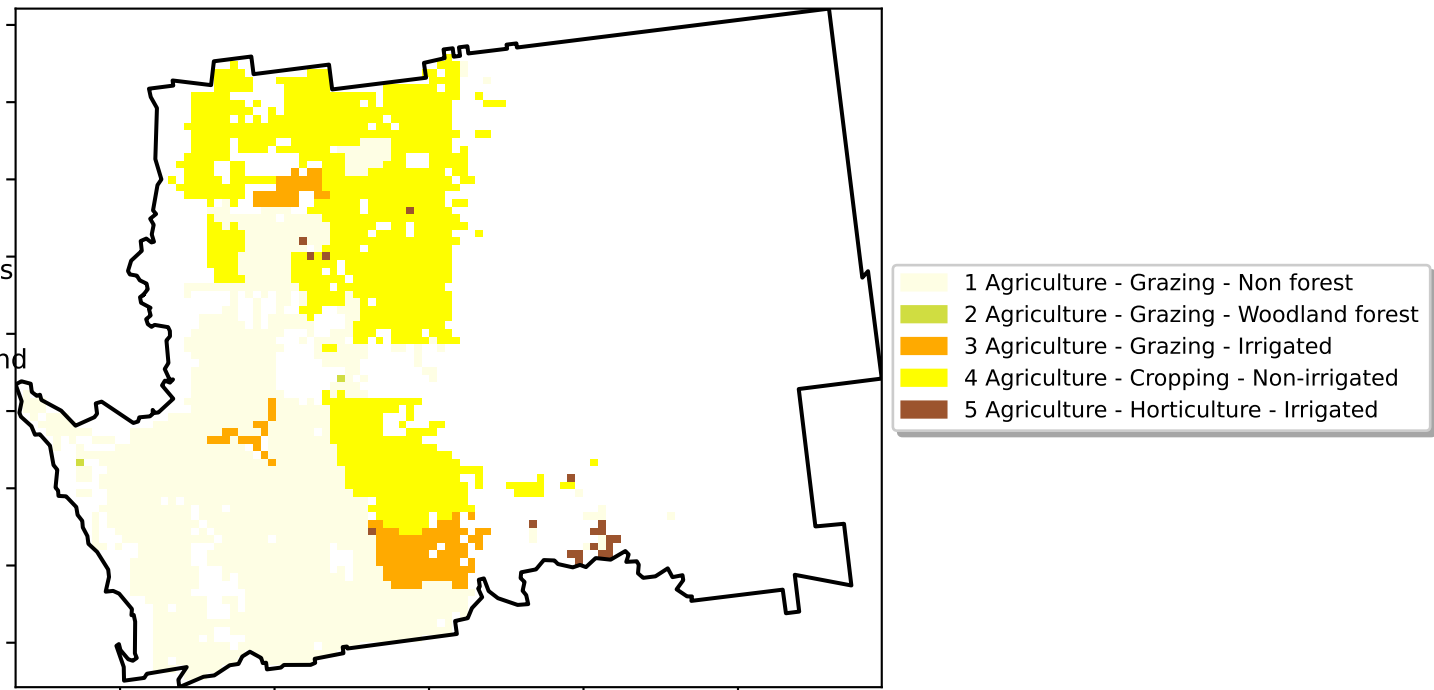 s
nd
1 Agriculture - Grazing - Non forest
2 Agriculture - Grazing - Woodland forest
3 Agriculture - Grazing - Irrigated
4 Agriculture - Cropping - Non-irrigated
5 Agriculture - Horticulture - Irrigated